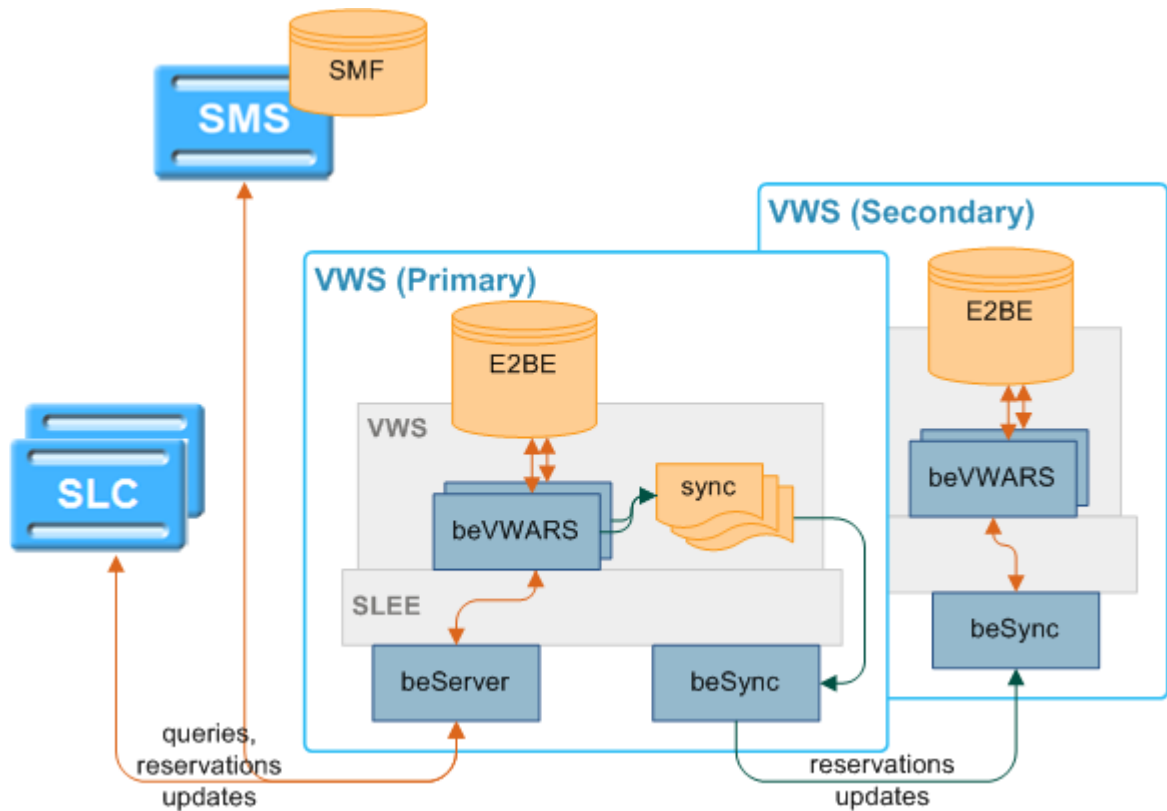 SMF
SMS
VWS (Secondary)
VWS (Primary)
E2BE
E2BE
VWS
SLC
sync
beVWARS
beVWARS
SLEE
beSync
beServer
beSync
queries,
reservations
updates
reservations
updates